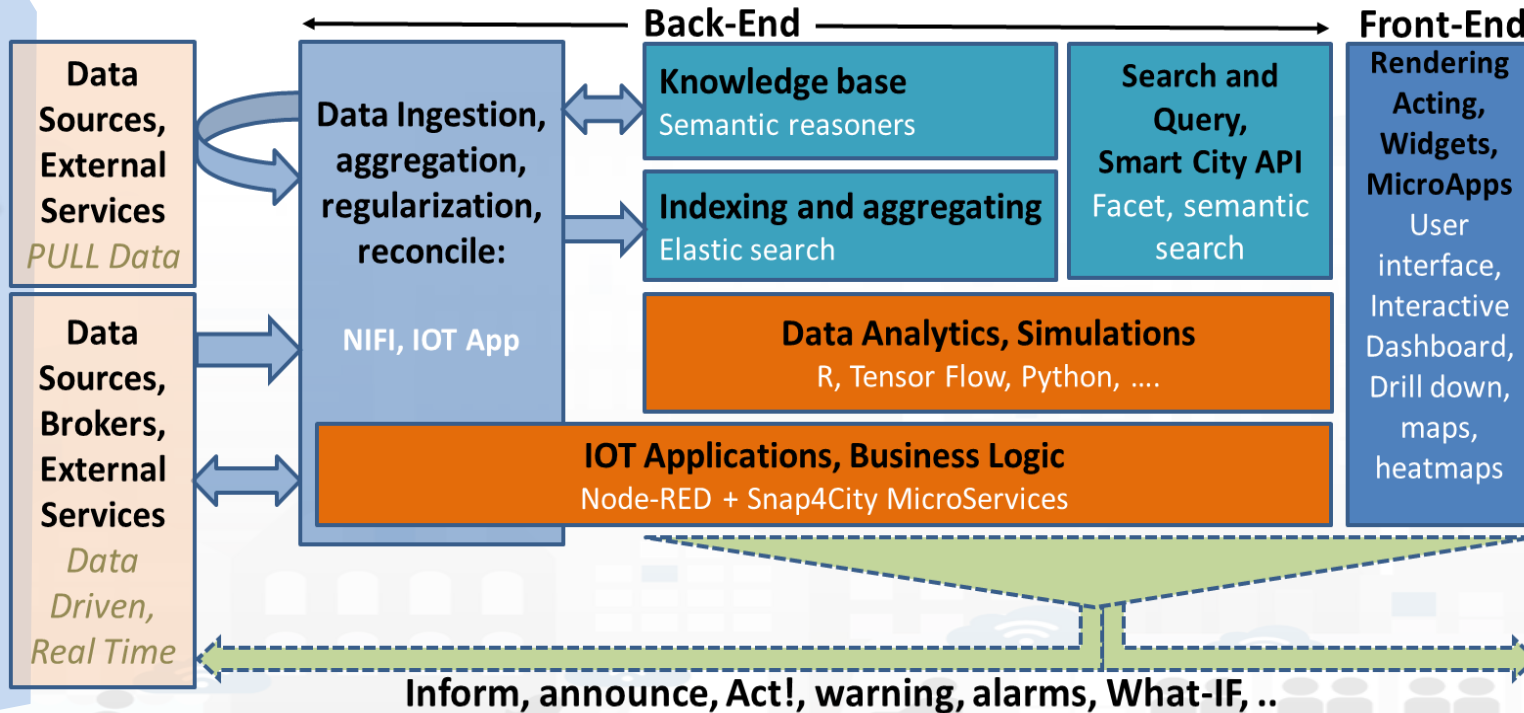 Back-End
Front-End
Data
Sources,
External
Services
PULL Data
Data
Sources,
Brokers,
External
Services
Data
Driven,
Real Time
Data Ingestion,
aggregation,
regularization,
reconcile:
NIFI, IOT App
Knowledge base
Semantic reasoners
Indexing and aggregating
Elastic search
Search and
Query,
Smart City API
Facet, semantic
search
Data Analytics, Simulations
R, Tensor Flow, Python, ….
IOT Applications, Business Logic
Node-RED + Snap4City MicroServices
Rendering
Acting,
Widgets,
MicroApps
User
interface,
Interactive
Dashboard,
Drill down,
maps,
heatmaps
Inform, announce, Act!, warning, alarms, What-IF, ..